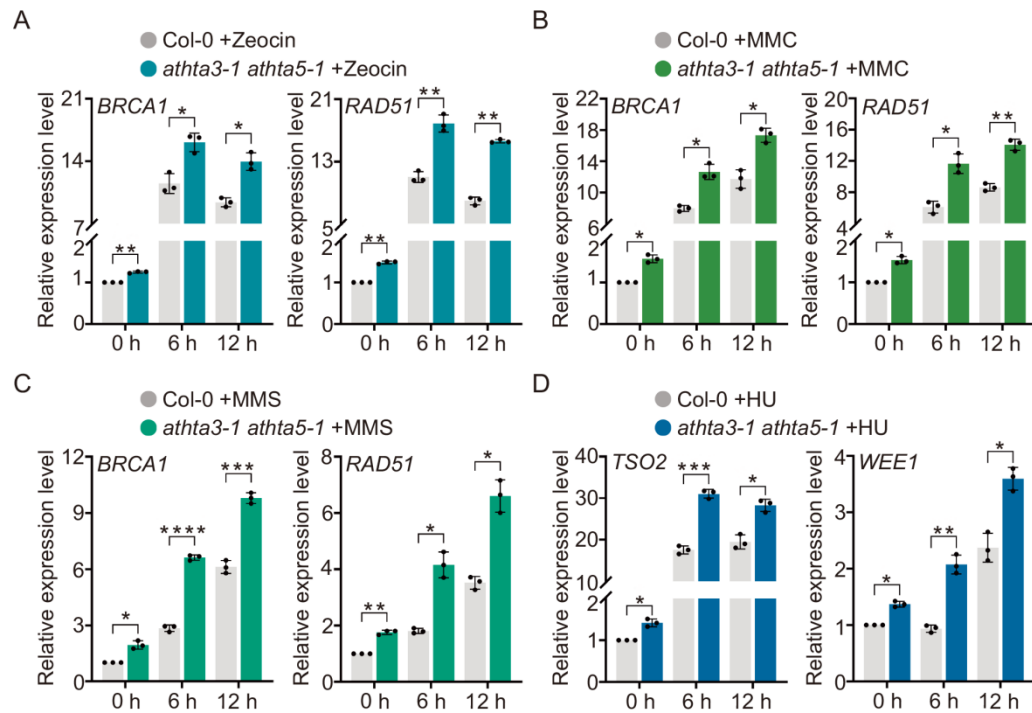 A
Col-0 +Zeocin
athta3-1 athta5-1 +Zeocin
Relative expression level
BRCA1
21
14
7
2
1
0
**
*
*
0 h 6 h 12 h
Relative expression level
RAD51
21
13
5
2
1
0
**
**
**
0 h 6 h 12 h
B
Col-0 +MMC
athta3-1 athta5-1 +MMC
Relative expression level
BRCA1
22
18
14
10
6
2
1
0
*
*
*
0 h 6 h 12 h
Relative expression level
RAD51
20
16
12
8
4
2
1
0
*
*
**
0 h 6 h 12 h
C
Col-0 +MMS
athta3-1 athta5-1 +MMS
Relative expression level
BRCA1
12
9
6
3
0
*
****
***
0 h 6 h 12 h
Relative expression level
RAD51
8
6
4
2
0
**
*
*
0 h 6 h 12 h
D
Col-0 +HU
athta3-1 athta5-1 +HU
Relative expression level
TSO2
40
30
20
10
2
1
0
*
***
*
0 h 6 h 12 h
Relative expression level
WEE1
4
3
2
1
0
*
**
*
0 h 6 h 12 h